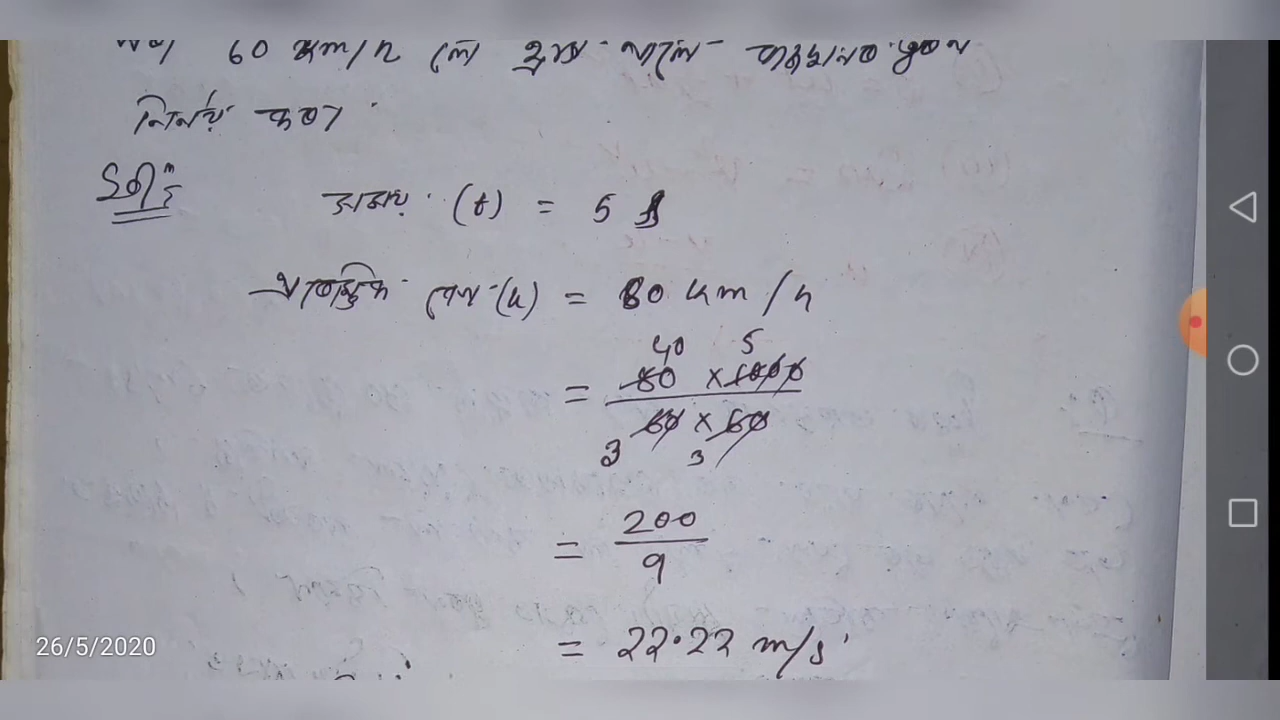 60 km/h লৈ হ্ৰাস পালে
নিৰ্ণয় কৰা
সময় (t) = 5 s
প্ৰাৰম্ভিক বেগ (u) = 80 km/h
40 5
= 80 × 1000
60 × 60
3 3
= 200
9
= 22.22 m/s
26/5/2020